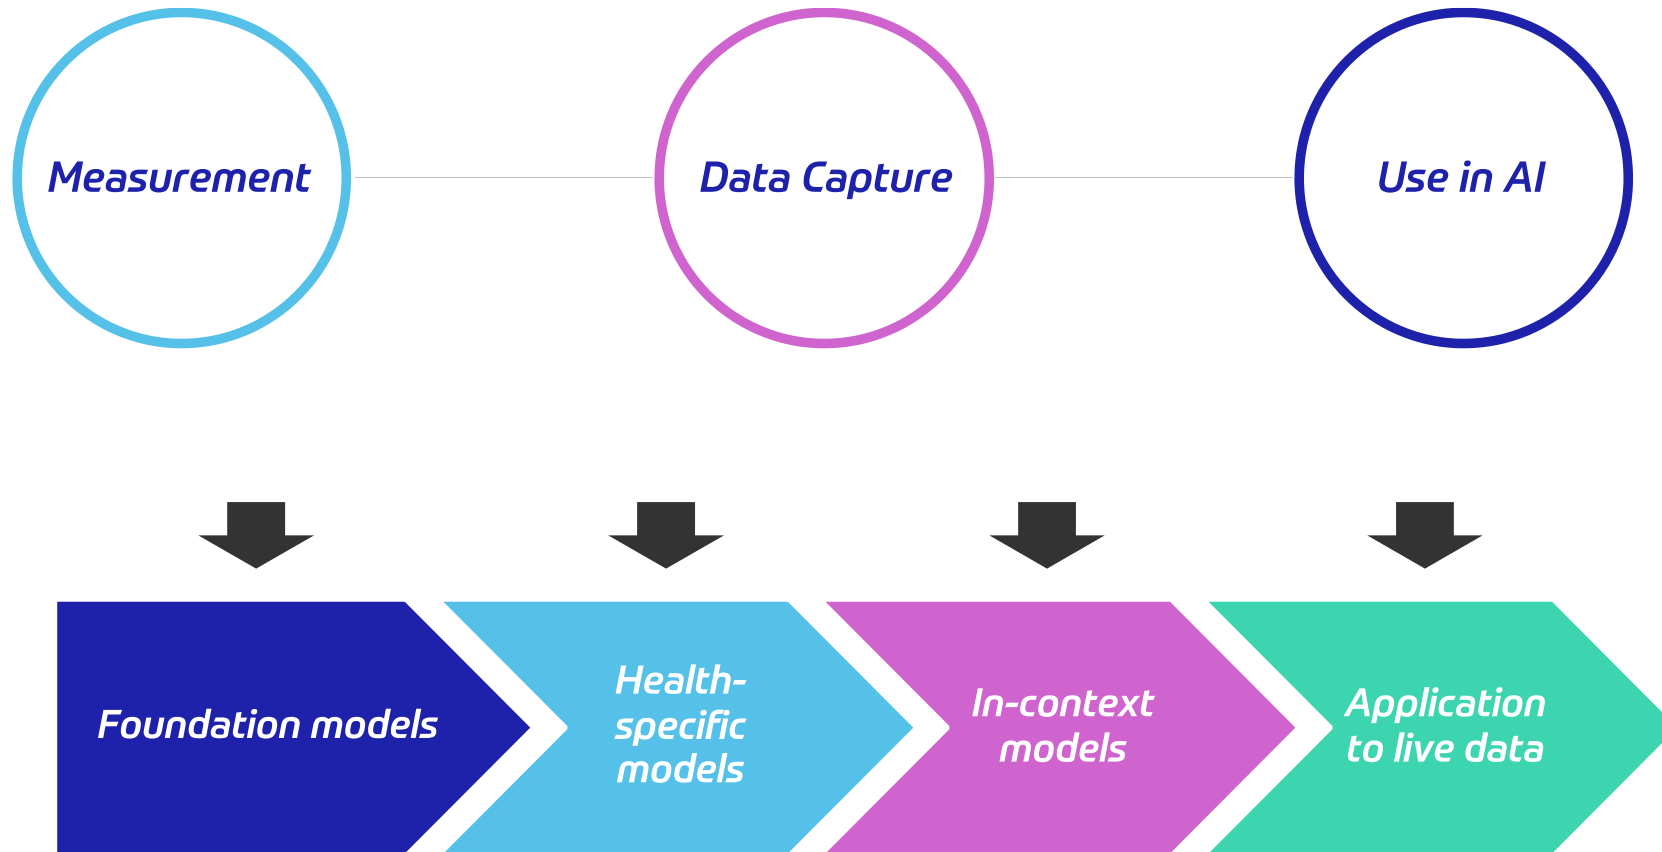 Measurement
Data Capture
Use in AI
Foundation models
Health-
specific
models
In-context
models
Application
to live data